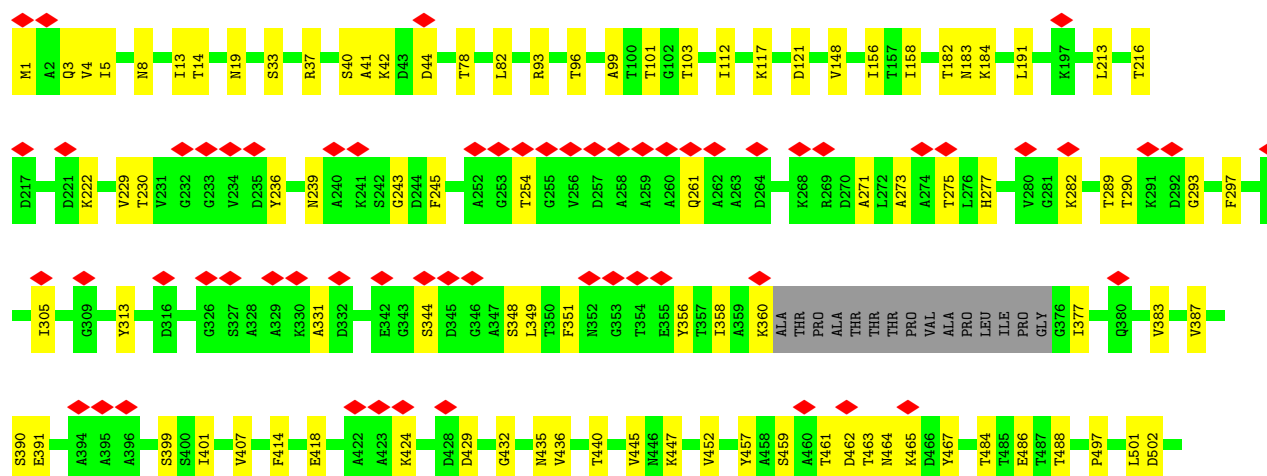 M1 A2 Q3 V4 I5 N8 I13 T14 N19 S33 R37 S40 A41 K42 D43 D44 T78 L82 R93 T96 A99 T100 T101 G102 T103 I112 K117 D121 V148 I156 T157 I158 T182 N183 K184 L191 K197 L213 T216
D217 D221 K222 V229 T230 V231 G232 G233 V234 D235 Y236 N239 A240 K241 S242 G243 D244 F245 A252 G253 T254 G255 V256 D257 A258 A259 A260 Q261 A262 A263 D264 K268 R269 D270 A271 L272 A273 A274 T275 L276 H277 V280 G281 K282 T289 T290 K291 D292 G293 F297
I305 G309 Y313 D316 G326 S327 A328 A329 K330 A331 D332 E342 G343 S344 D345 G346 A347 S348 L349 T350 F351 N352 G353 T354 E355 Y356 T357 I358 A359 K360 ALA THR PRO ALA THR THR THR PRO VAL ALA PRO LEU ILE PRO GLY G376 I377 Q380 V383 V387
S390 E391 A394 A395 A396 S399 S400 I401 V407 F414 E418 A422 A423 K424 D428 D429 G432 N435 V436 T440 V445 N446 K447 V452 Y457 A458 S459 A460 T461 D462 T463 N464 K465 D466 Y467 T484 T485 E486 T487 T488 P497 L501 D502